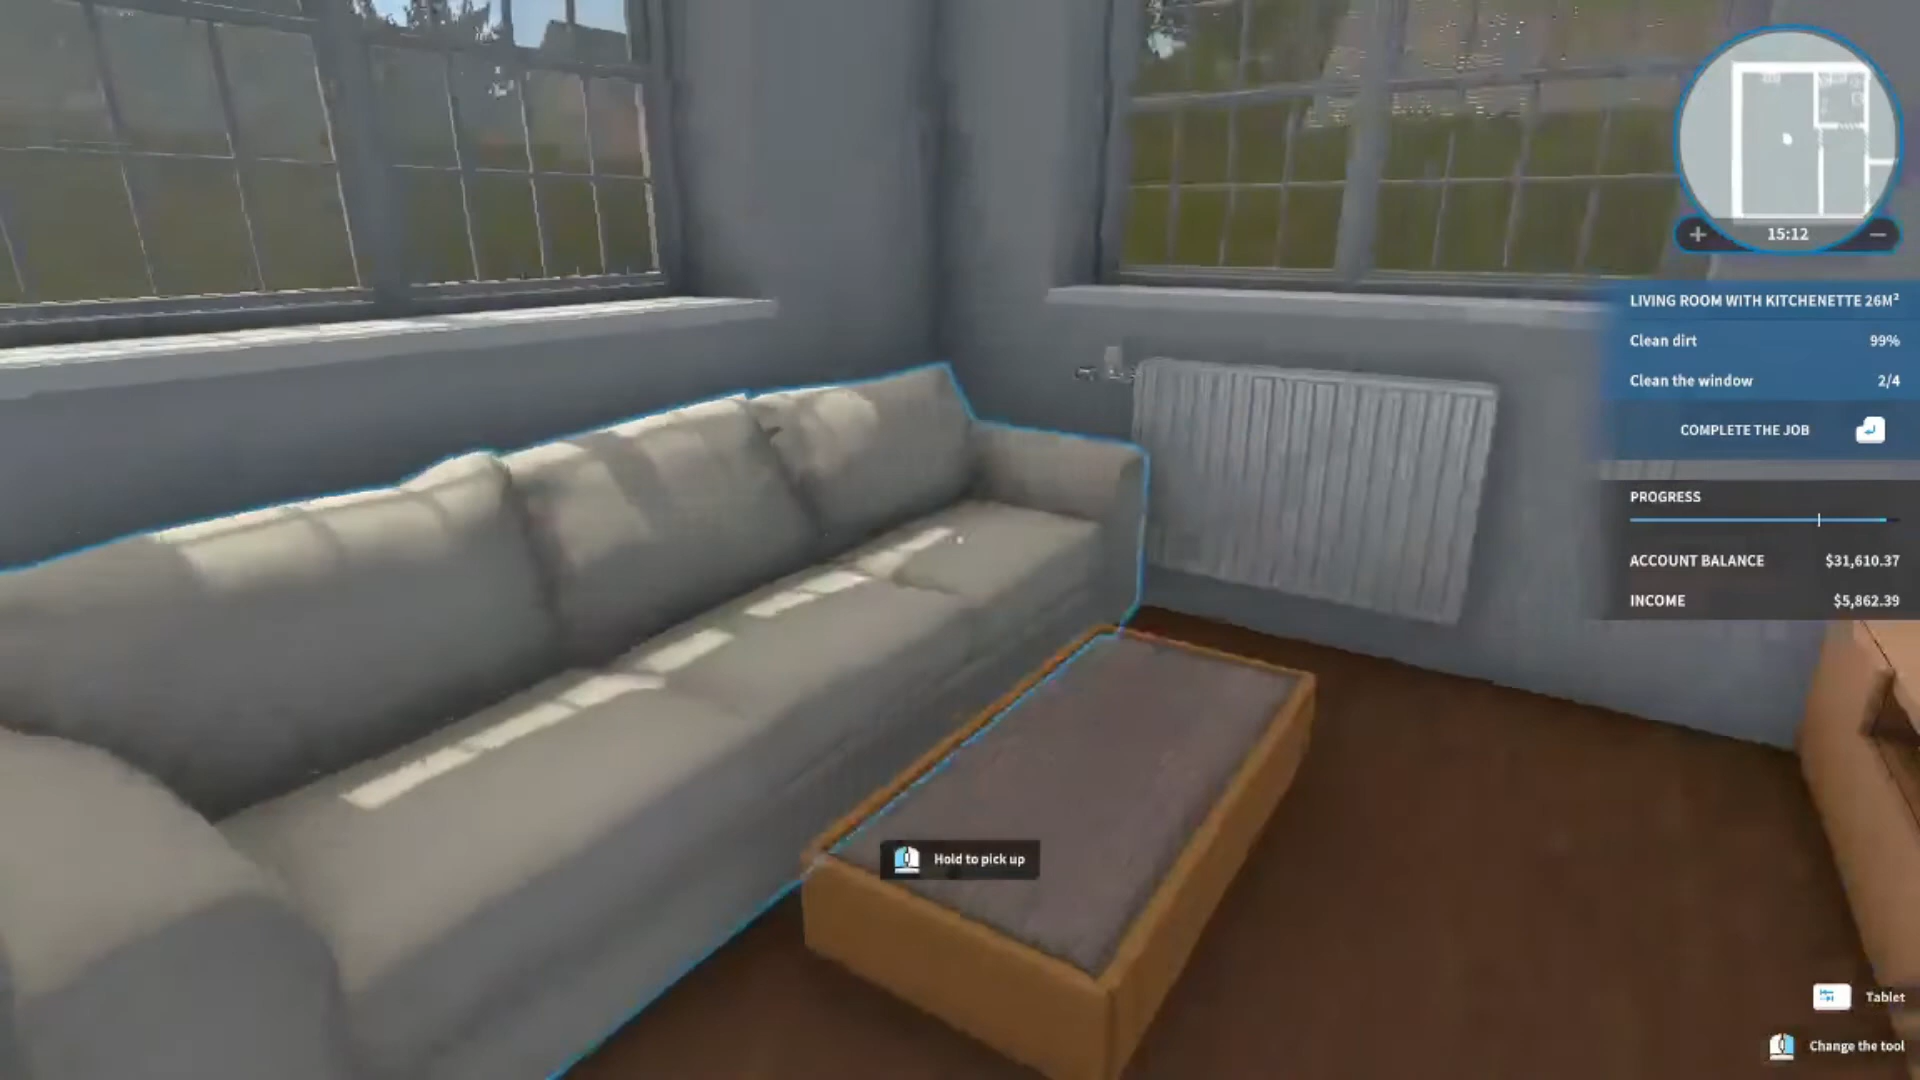 15:12
LIVING ROOM WITH KITCHENETTE 26M²
Clean dirt 99%
Clean the window 2/4
COMPLETE THE JOB
PROGRESS
ACCOUNT BALANCE $31,610.37
INCOME $5,862.39
Hold to pick up
Tablet
Change the tool